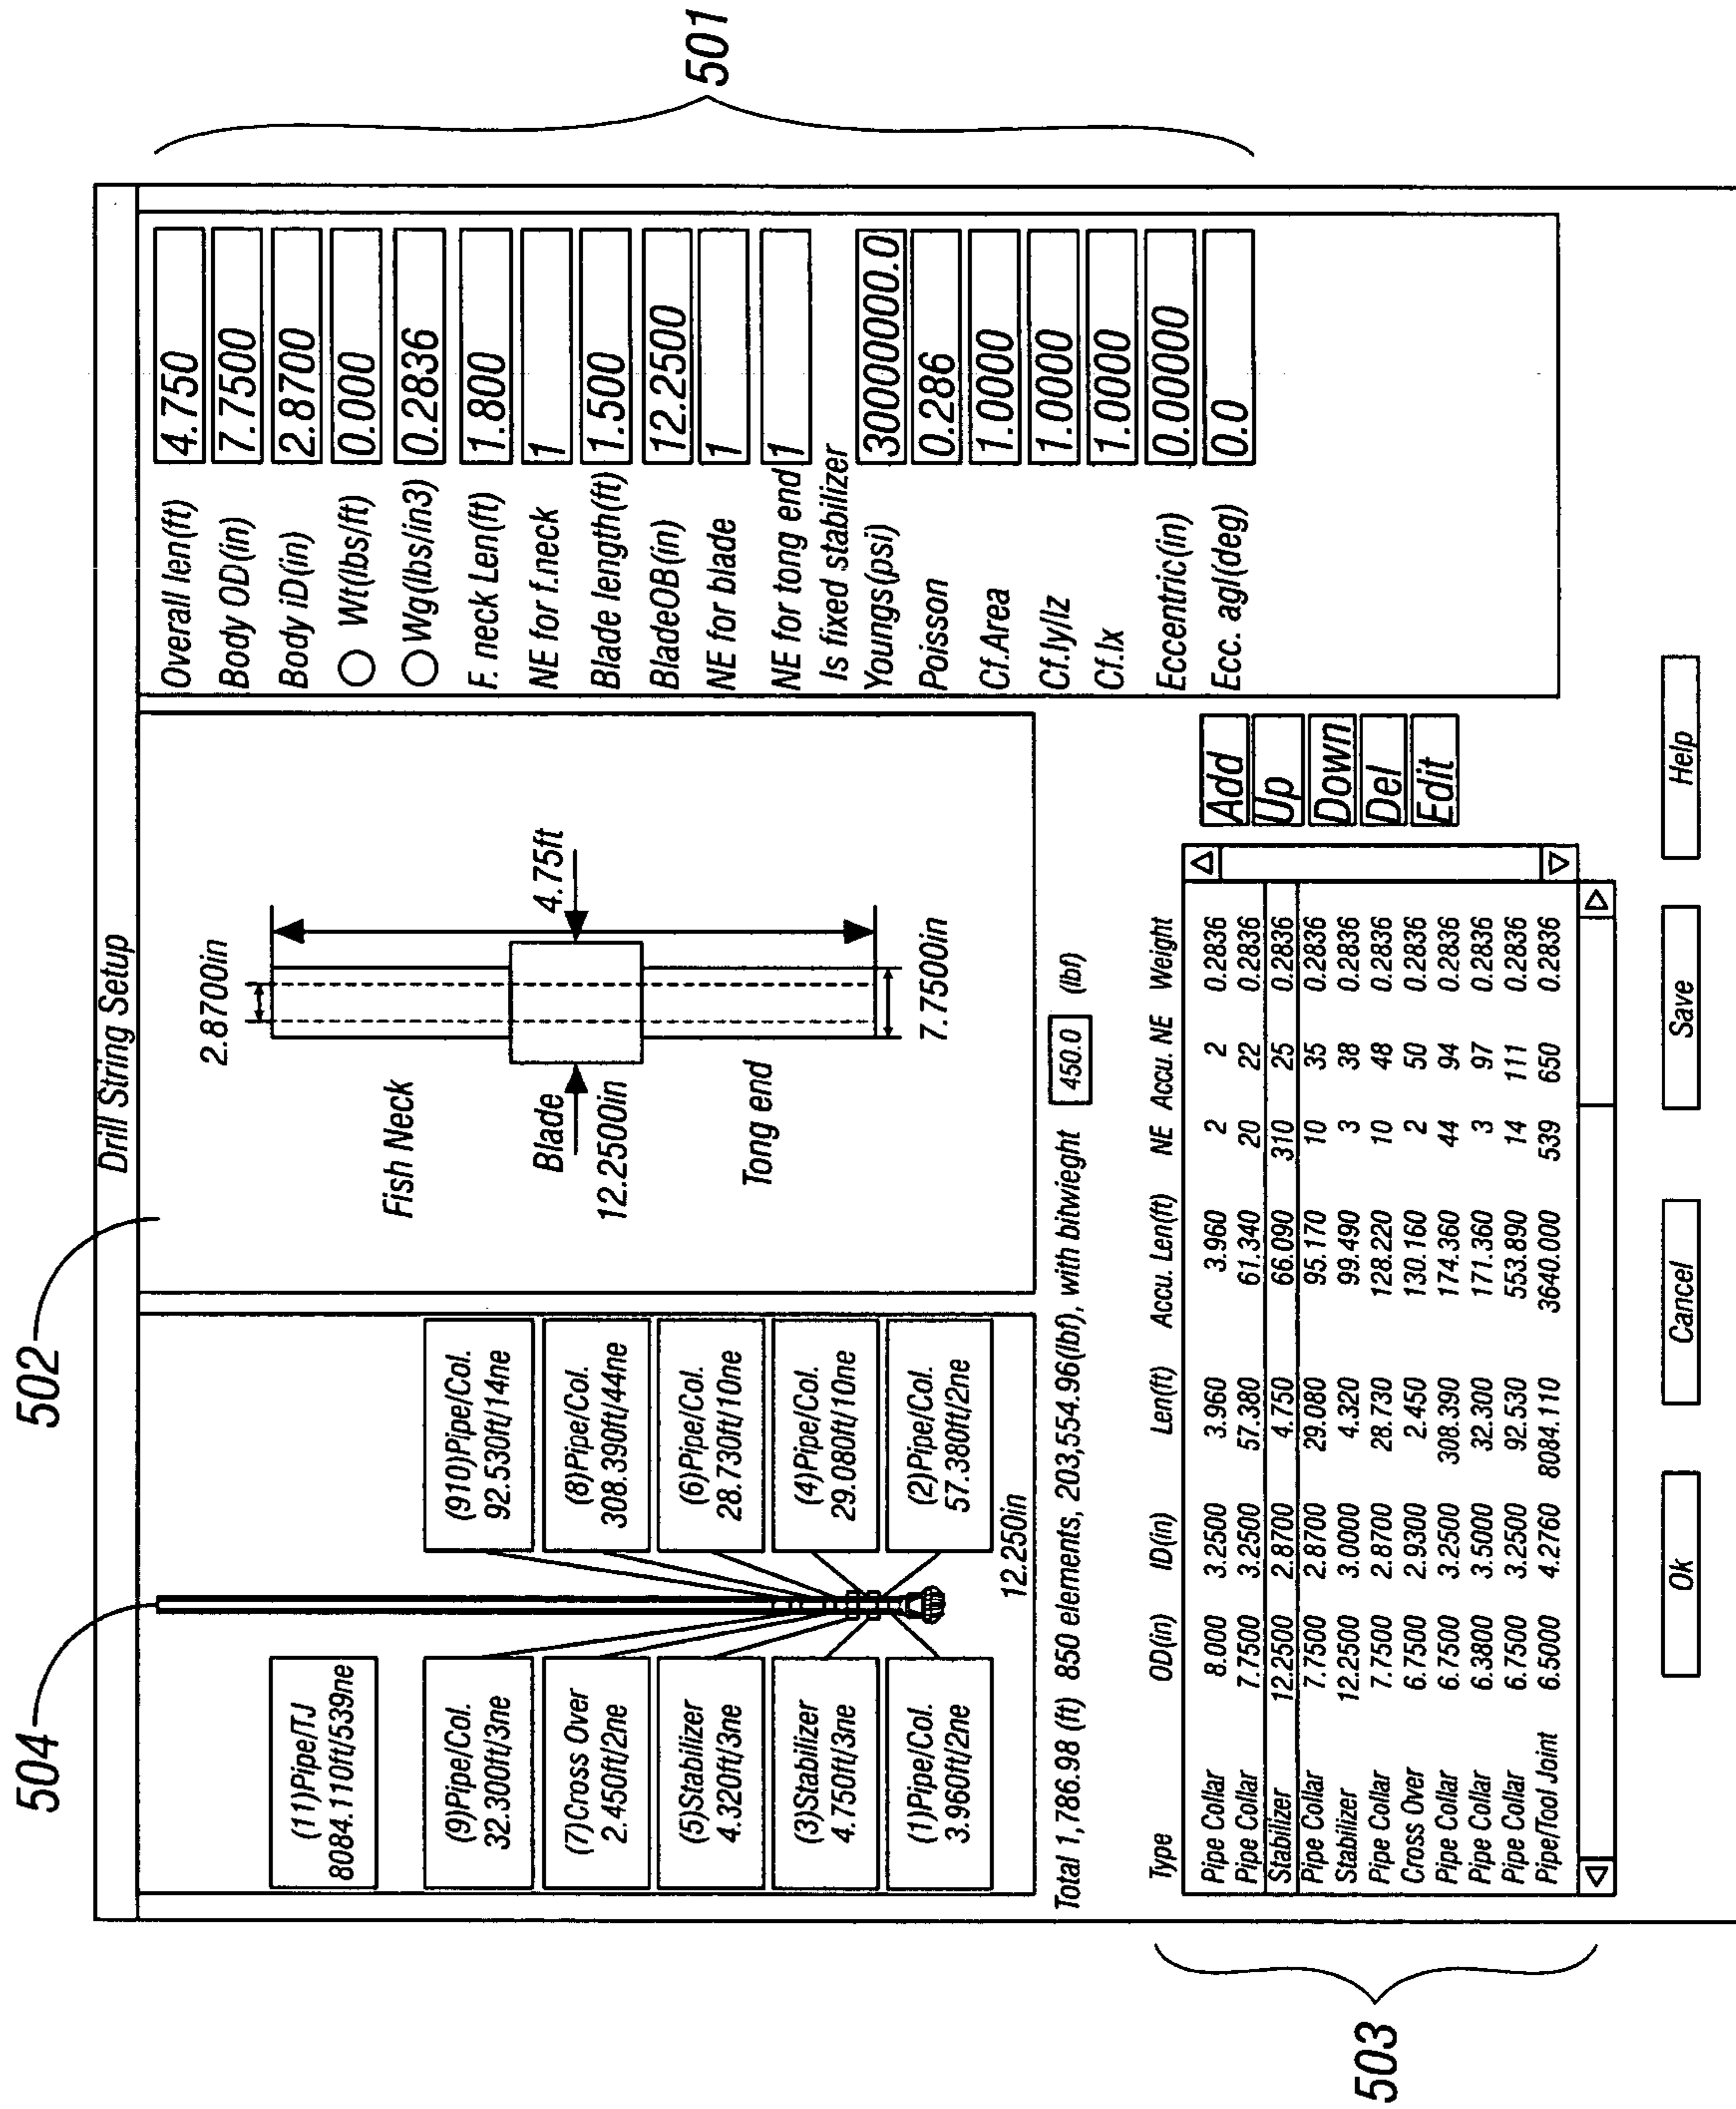 504
502
501
503
Drill String Setup
(11)Pipe/TJ
8084.110ft/539ne
(9)Pipe/Col.
32.300ft/3ne
(7)Cross Over
2.450ft/2ne
(5)Stabilizer
4.320ft/3ne
(3)Stabilizer
4.750ft/3ne
(1)Pipe/Col.
3.960ft/2ne
(910)Pipe/Col.
92.530ft/14ne
(8)Pipe/Col.
308.390ft/44ne
(6)Pipe/Col.
28.730ft/10ne
(4)Pipe/Col.
29.080ft/10ne
(2)Pipe/Col.
57.380ft/2ne
12.250in
2.8700in
Fish Neck
4.75ft
Blade
12.2500in
Tong end
7.7500in
Overall len(ft) 4.750
Body OD(in) 7.7500
Body iD(in) 2.8700
Wt(lbs/ft) 0.000
Wg(lbs/in3) 0.2836
F. neck Len(ft) 1.800
NE for f.neck 1
Blade length(ft) 1.500
BladeOB(in) 12.2500
NE for blade 1
NE for tong end 1
Is fixed stabilizer
Youngs(psi) 30000000.0
Poisson 0.286
Cf.Area 1.0000
Cf.Iy/Iz 1.0000
Cf.Ix 1.0000
Eccentric(in) 0.00000
Ecc. agl(deg) 0.0
Total 1,786.98 (ft) 850 elements, 203,554.96(lbf), with bitwieght 450.0 (lbf)
Type OD(in) ID(in) Len(ft) Accu. Len(ft) NE Accu. NE Weight
Pipe Collar 8.000 3.2500 3.960 3.960 2 2 0.2836
Pipe Collar 7.7500 3.2500 57.380 61.340 20 22 0.2836
Stabilizer 12.2500 2.8700 4.750 66.090 310 25 0.2836
Pipe Collar 7.7500 2.8700 29.080 95.170 10 35 0.2836
Stabilizer 12.2500 3.0000 4.320 99.490 3 38 0.2836
Pipe Collar 7.7500 2.8700 28.730 128.220 10 48 0.2836
Cross Over 6.7500 2.9300 2.450 130.160 2 50 0.2836
Pipe Collar 6.7500 3.2500 308.390 174.360 44 94 0.2836
Pipe Collar 6.3800 3.5000 32.300 171.360 3 97 0.2836
Pipe Collar 6.7500 3.2500 92.530 553.890 14 111 0.2836
Pipe/Tool Joint 6.5000 4.2760 8084.110 3640.000 539 650 0.2836
Add
Up
Down
Del
Edit
Ok Cancel Save Help